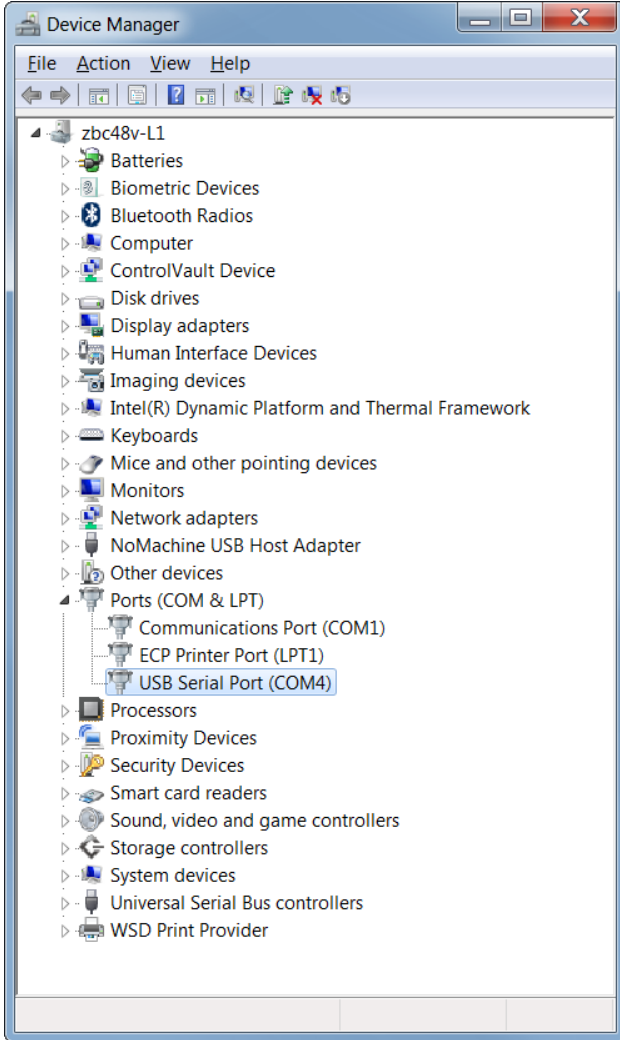 Device Manager
File Action View Help
zbc48v-L1
Batteries
Biometric Devices
Bluetooth Radios
Computer
ControlVault Device
Disk drives
Display adapters
Human Interface Devices
Imaging devices
Intel(R) Dynamic Platform and Thermal Framework
Keyboards
Mice and other pointing devices
Monitors
Network adapters
NoMachine USB Host Adapter
Other devices
Ports (COM & LPT)
Communications Port (COM1)
ECP Printer Port (LPT1)
USB Serial Port (COM4)
Processors
Proximity Devices
Security Devices
Smart card readers
Sound, video and game controllers
Storage controllers
System devices
Universal Serial Bus controllers
WSD Print Provider